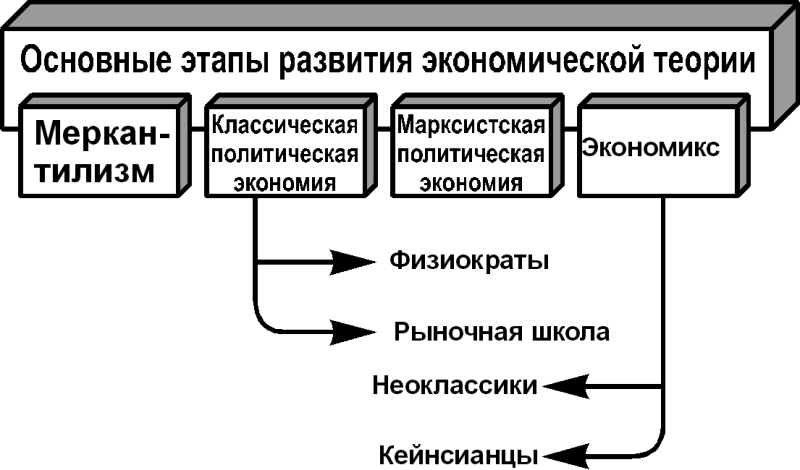 Основные этапы развития экономической теории
Меркан-
тилизм
Классическая
политическая
экономия
Марксистская
политическая
экономия
Экономикс
Физиократы
Рыночная школа
Неоклассики
Кейнсианцы